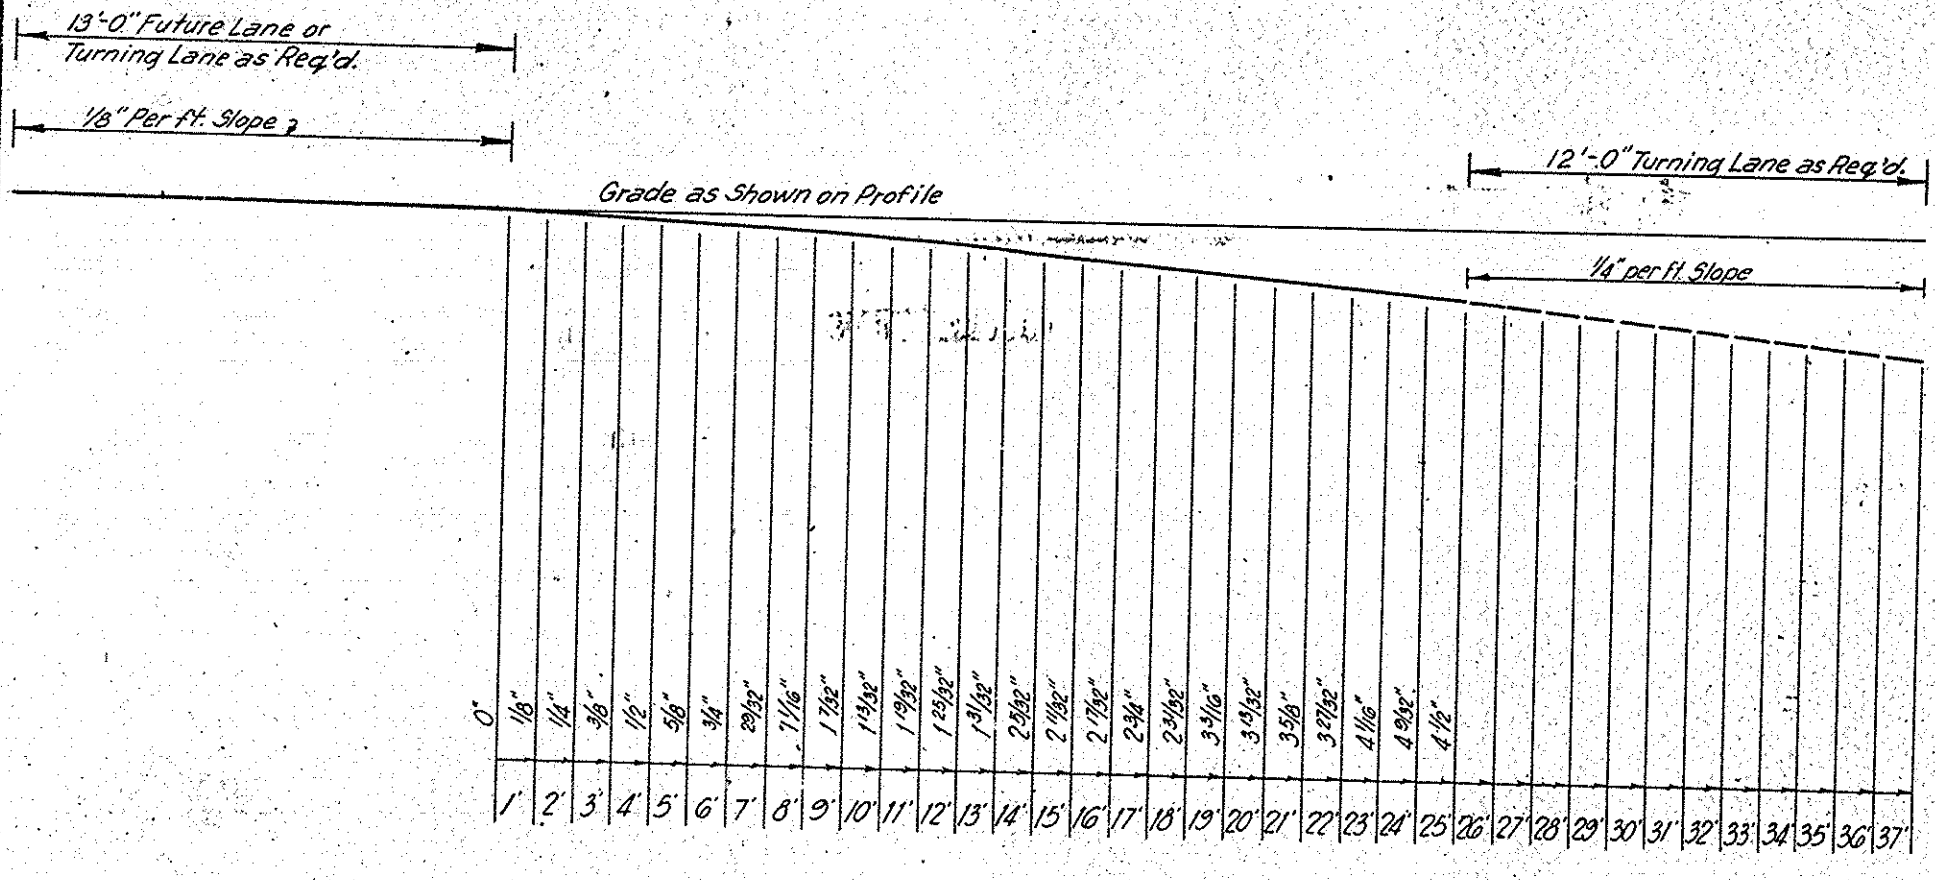 13'-0" Future Lane or
Turning Lane as Req'd.
1/8" Per ft. Slope
12'-0" Turning Lane as Req'd.
Grade as Shown on Profile
1/4" per ft. Slope
0" 1/8" 1/4" 3/8" 1/2" 5/8" 3/4" 29/32" 1 1/16" 1 7/32" 1 13/32" 1 19/32" 1 25/32" 1 31/32" 2 5/32" 2 11/32" 2 17/32" 2 3/4" 2 31/32" 3 3/16" 3 13/32" 3 5/8" 3 27/32" 4 1/16" 4 9/32" 4 1/2"
1' 2' 3' 4' 5' 6' 7' 8' 9' 10' 11' 12' 13' 14' 15' 16' 17' 18' 19' 20' 21' 22' 23' 24' 25' 26' 27' 28' 29' 30' 31' 32' 33' 34' 35' 36' 37'